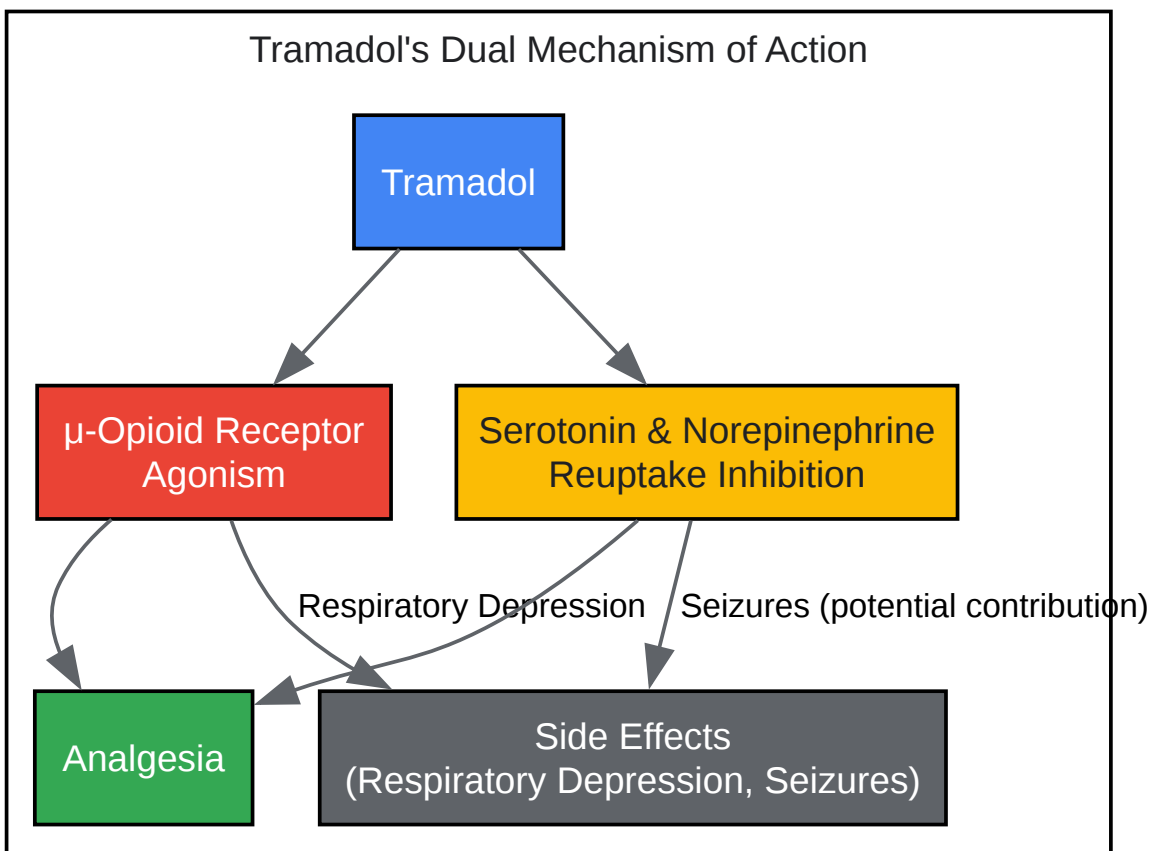 Tramadol's Dual Mechanism of Action
Tramadol
μ-Opioid Receptor
Agonism
Serotonin & Norepinephrine
Reuptake Inhibition
Respiratory Depression
Seizures (potential contribution)
Analgesia
Side Effects
(Respiratory Depression, Seizures)